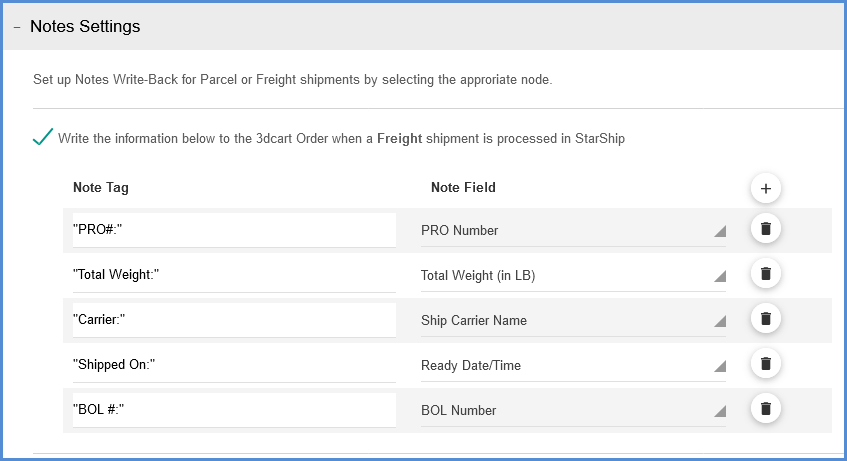 – Notes Settings
Set up Notes Write-Back for Parcel or Freight shipments by selecting the approriate node.
Write the information below to the 3dcart Order when a Freight shipment is processed in StarShip
Note Tag Note Field +
"PRO#:" PRO Number
"Total Weight:" Total Weight (in LB)
"Carrier:" Ship Carrier Name
"Shipped On:" Ready Date/Time
"BOL #:" BOL Number